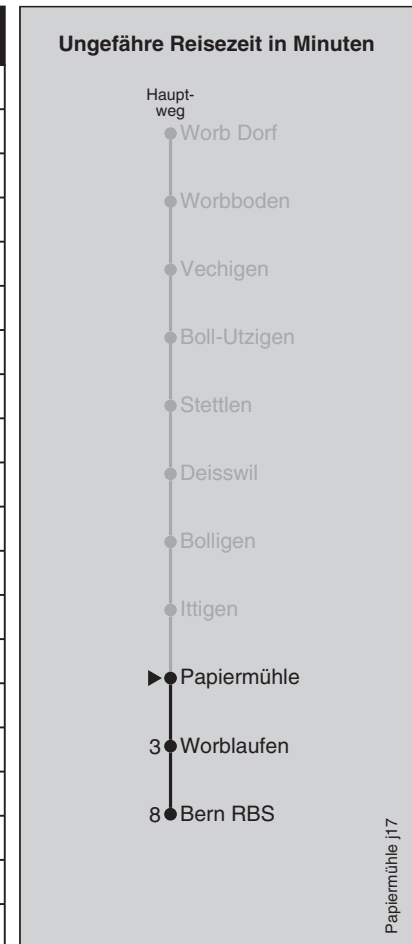 Ungefähre Reisezeit in Minuten
Haupt-
weg
Worb Dorf
Worbboden
Vechigen
Boll-Utzigen
Stettlen
Deisswil
Bolligen
Ittigen
Papiermühle
3 Worblaufen
8 Bern RBS
Papiermühle j17